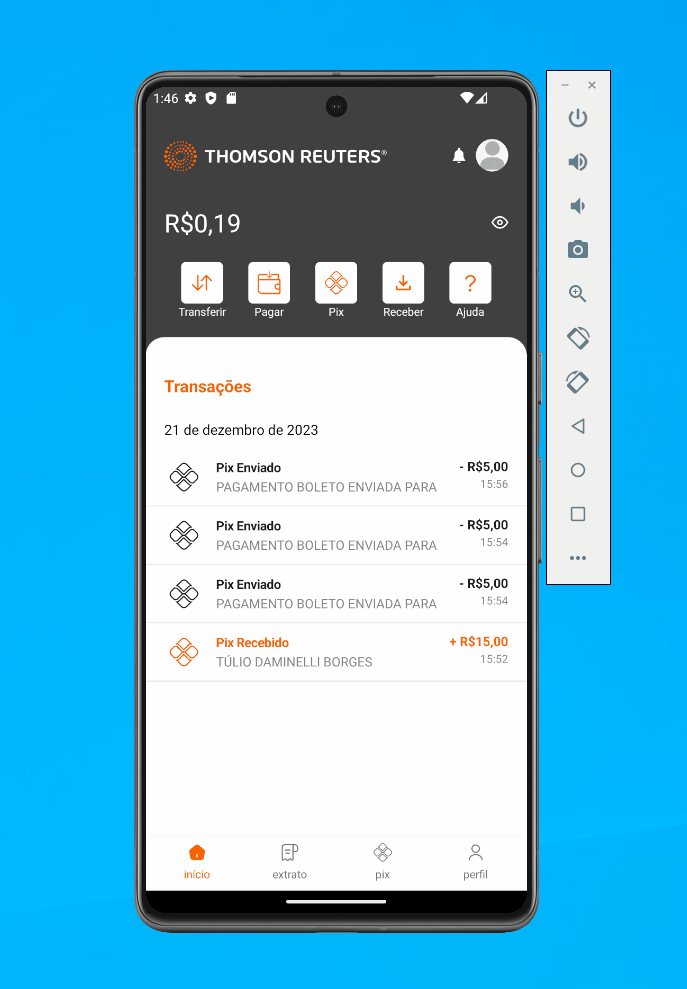 1:46
THOMSON REUTERS®
R$0,19
Transferir Pagar Pix Receber Ajuda
Transações
21 de dezembro de 2023
Pix Enviado - R$5,00
PAGAMENTO BOLETO ENVIADA PARA 15:56
Pix Enviado - R$5,00
PAGAMENTO BOLETO ENVIADA PARA 15:54
Pix Enviado - R$5,00
PAGAMENTO BOLETO ENVIADA PARA 15:54
Pix Recebido + R$15,00
TÚLIO DAMINELLI BORGES 15:52
início extrato pix perfil